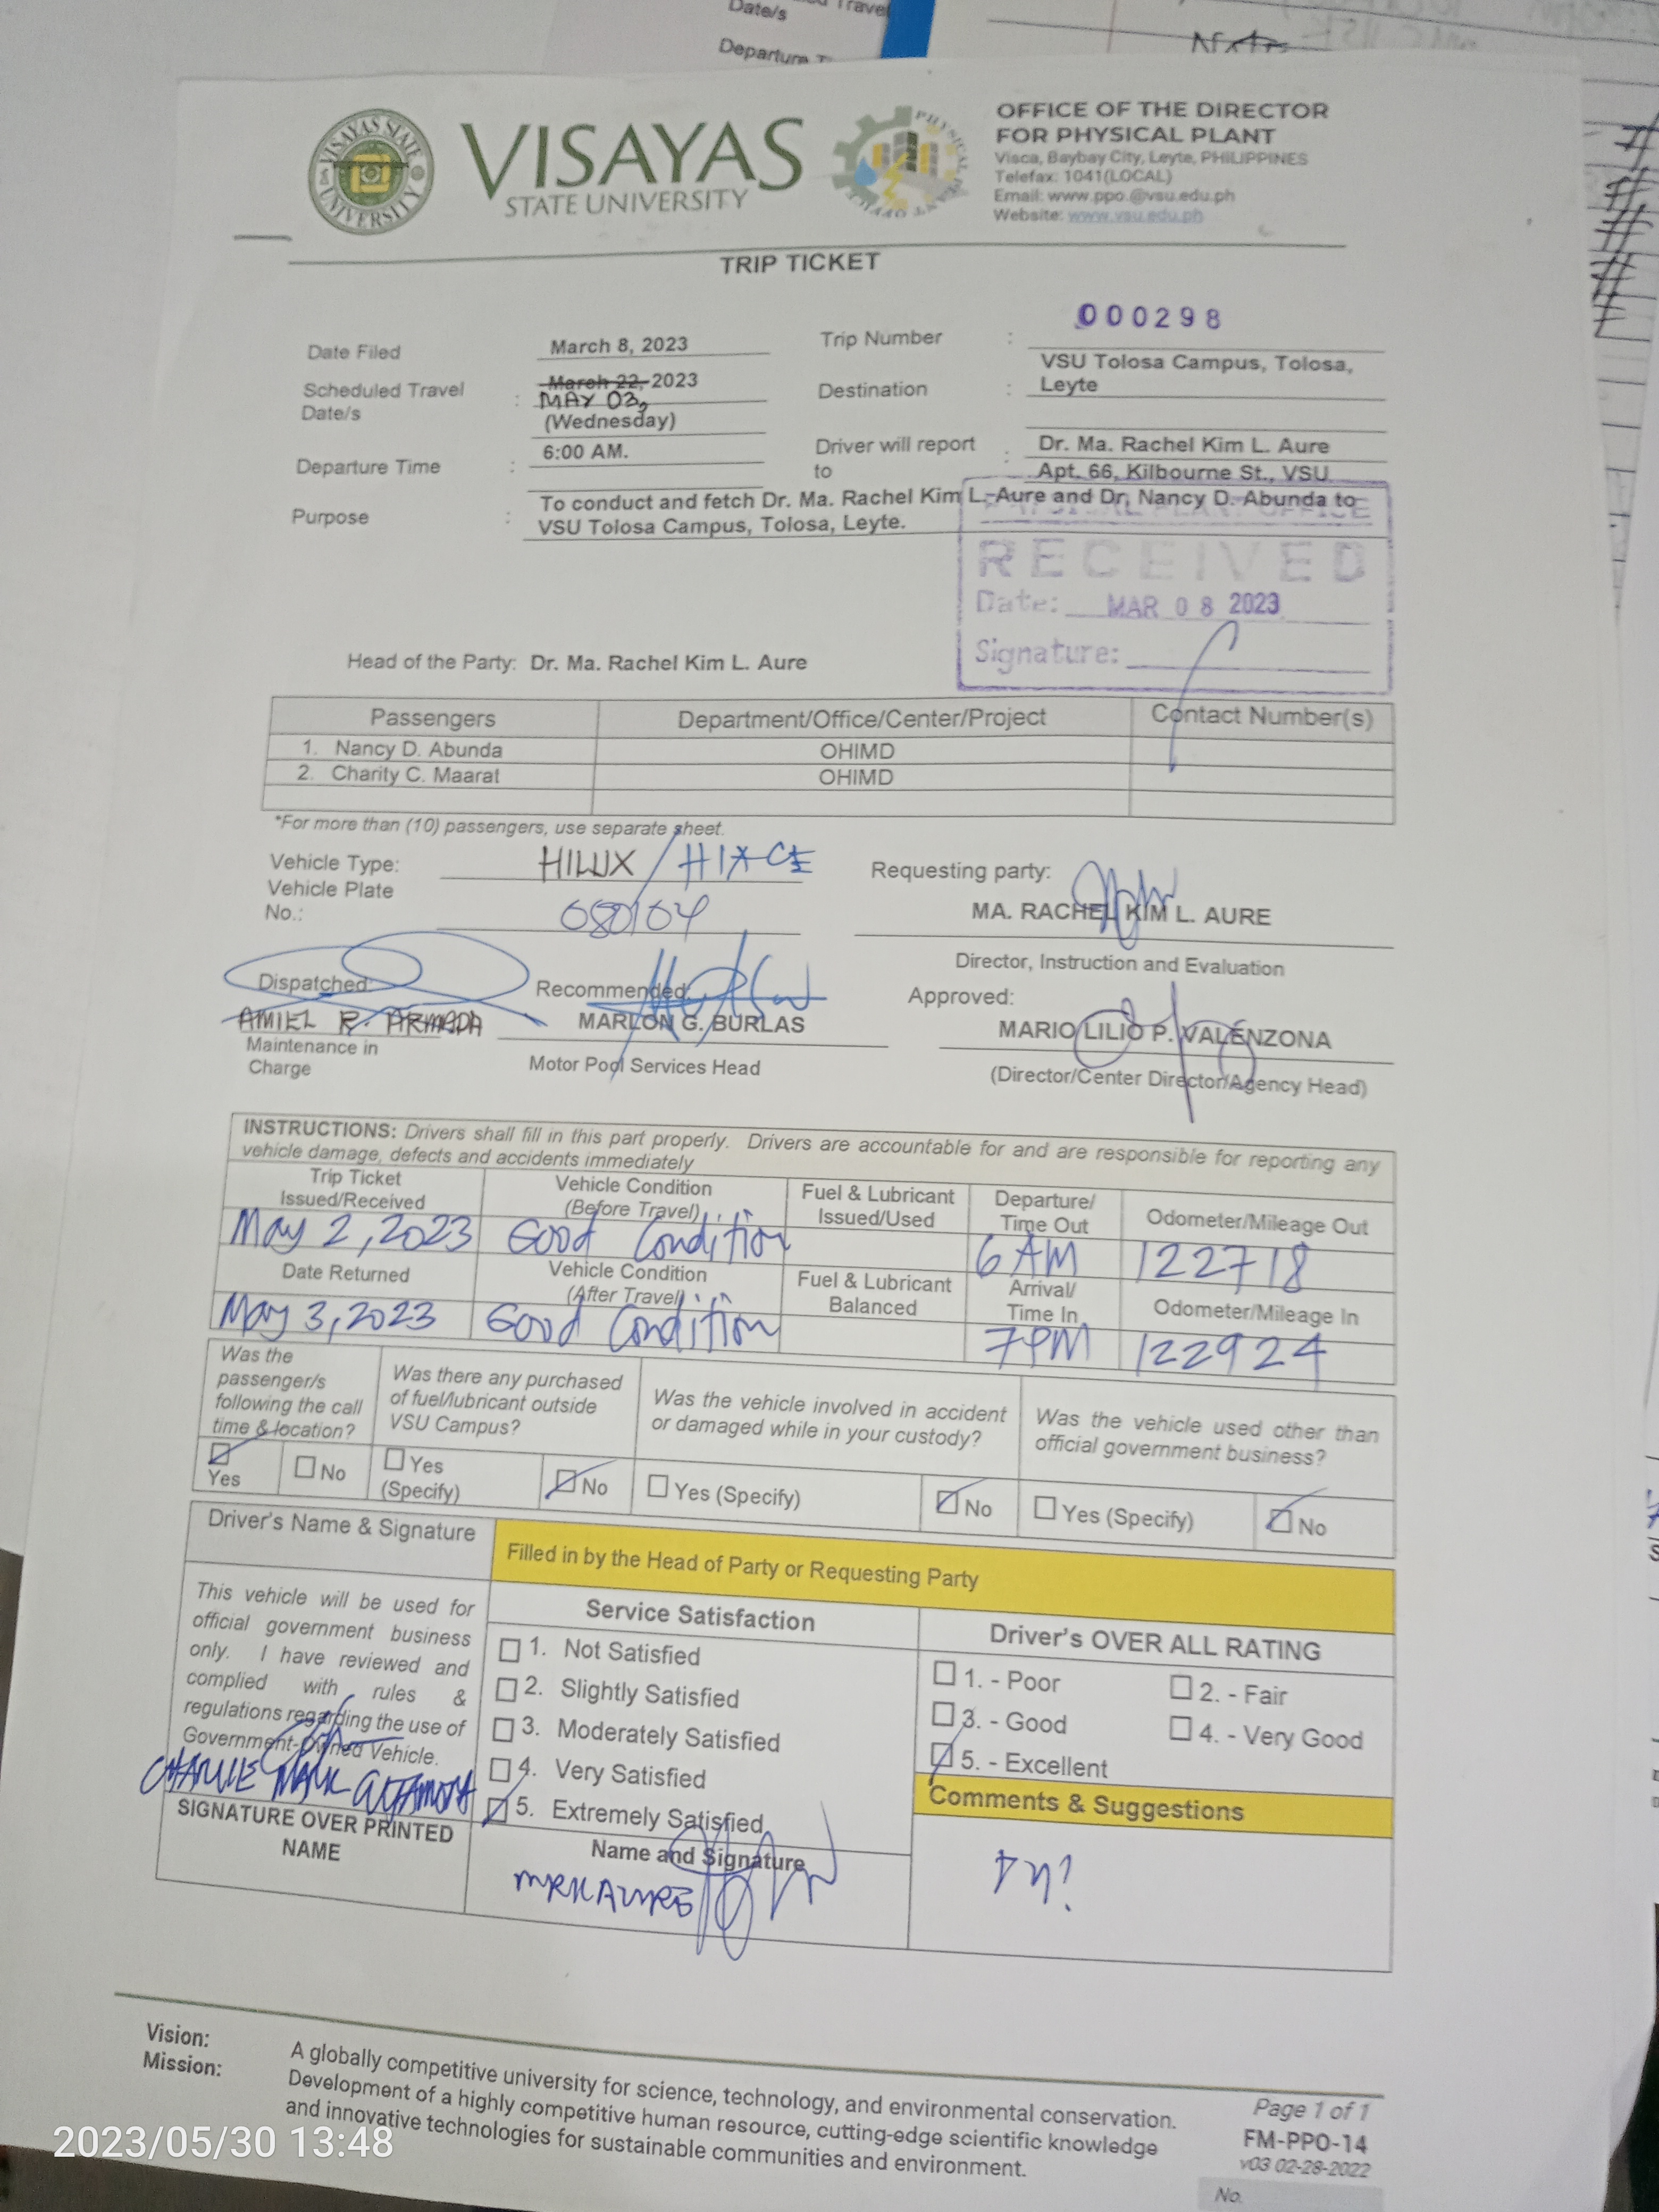 Date/s
Travel
Departure T
VISAYAS STATE UNIVERSITY
VISAYAS
STATE UNIVERSITY
OFFICE OF THE DIRECTOR
FOR PHYSICAL PLANT
Visca, Baybay City, Leyte, PHILIPPINES
Telefax: 1041(LOCAL)
Email: www.ppo.@vsu.edu.ph
Website: www.vsu.edu.ph
TRIP TICKET
Date Filed March 8, 2023
Trip Number : 000298
Scheduled Travel Date/s : March 22, 2023
MAY 03,
(Wednesday)
Destination : VSU Tolosa Campus, Tolosa,
Leyte
Departure Time : 6:00 AM.
Driver will report to : Dr. Ma. Rachel Kim L. Aure
Apt. 66, Kilbourne St., VSU
Purpose : To conduct and fetch Dr. Ma. Rachel Kim L. Aure and Dr. Nancy D. Abunda to
VSU Tolosa Campus, Tolosa, Leyte.
PHYSICAL PLANT OFFICE
RECEIVED
Date: MAR 08 2023
Signature:
Head of the Party: Dr. Ma. Rachel Kim L. Aure
Passengers Department/Office/Center/Project Contact Number(s)
1. Nancy D. Abunda OHIMD
2. Charity C. Maarat OHIMD
*For more than (10) passengers, use separate sheet.
Vehicle Type: HILUX / HIACE
Vehicle Plate
No.: 080104
Requesting party:
MA. RACHEL KIM L. AURE
Director, Instruction and Evaluation
Dispatched:
AMIEL R. ARMADA
Maintenance in
Charge
Recommended:
MARLON G. BURLAS
Motor Pool Services Head
Approved:
MARIO LILIO P. VALENZONA
(Director/Center Director/Agency Head)
INSTRUCTIONS: Drivers shall fill in this part properly. Drivers are accountable for and are responsible for reporting any
vehicle damage, defects and accidents immediately
Trip Ticket Issued/Received
Vehicle Condition (Before Travel)
Fuel & Lubricant Issued/Used
Departure/ Time Out
Odometer/Mileage Out
May 2, 2023 Good Condition 6 AM 122718
Date Returned
Vehicle Condition (After Travel)
Fuel & Lubricant Balanced
Arrival/ Time In
Odometer/Mileage In
May 3, 2023 Good Condition 7PM 122924
Was the
passenger/s
following the call
time & location?
Yes
No
Was there any purchased
of fuel/lubricant outside
VSU Campus?
Yes
(Specify)
No
Was the vehicle involved in accident
or damaged while in your custody?
Yes (Specify)
No
Was the vehicle used other than
official government business?
Yes (Specify)
No
Driver's Name & Signature
This vehicle will be used for
official government business
only. I have reviewed and
complied with rules &
regulations regarding the use of
Government-Owned Vehicle.
CHARLIE MARK
SIGNATURE OVER PRINTED
NAME
Filled in by the Head of Party or Requesting Party
Service Satisfaction
1. Not Satisfied
2. Slightly Satisfied
3. Moderately Satisfied
4. Very Satisfied
5. Extremely Satisfied
Name and Signature
MRKAURE
Driver's OVER ALL RATING
1. - Poor
2. - Fair
3. - Good
4. - Very Good
5. - Excellent
Comments & Suggestions
Vision: A globally competitive university for science, technology, and environmental conservation.
Mission: Development of a highly competitive human resource, cutting-edge scientific knowledge
and innovative technologies for sustainable communities and environment.
Page 1 of 1
FM-PPO-14
v03 02-28-2022
No.
2023/05/30 13:48